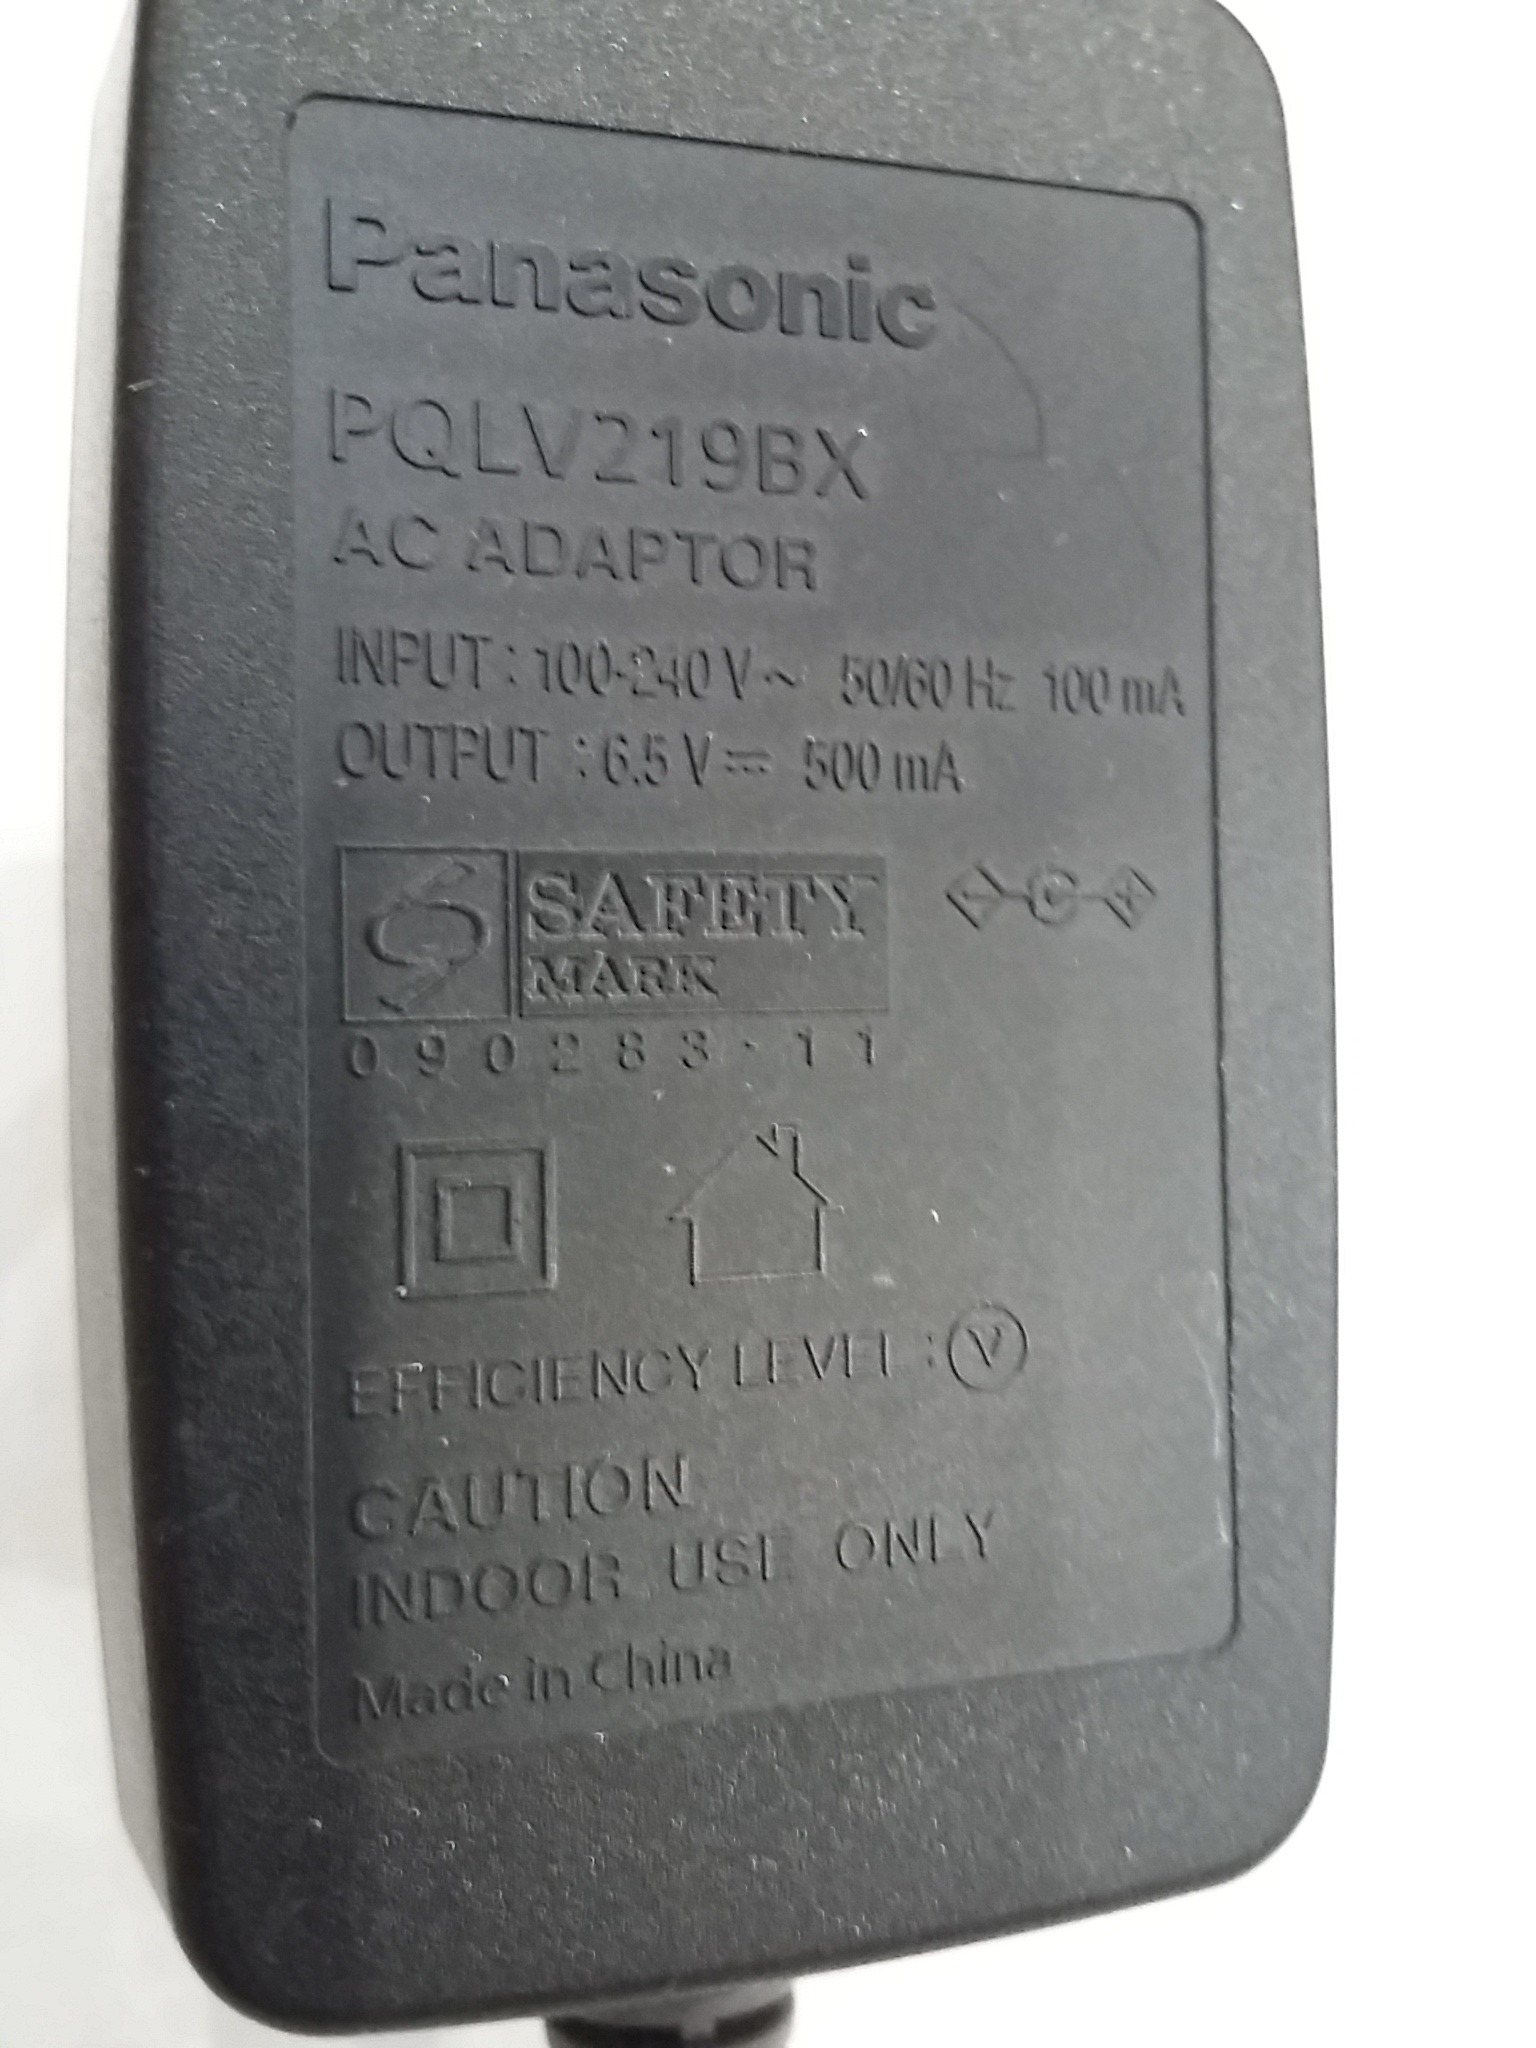 Panasonic
PQLV219BX
AC ADAPTOR
INPUT : 100-240 V ~ 50/60 Hz 100 mA
OUTPUT : 6.5 V ⎓ 500 mA
SAFETY
MARK
090283-11
EFFICIENCY LEVEL : V
CAUTION
INDOOR USE ONLY
Made in China